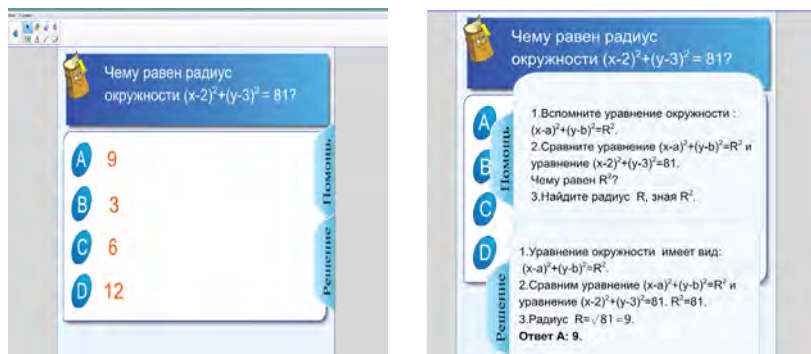 Чему равен радиус
окружности (x-2)²+(y-3)² = 81?
A 9
B 3
C 6
D 12
Помощь
Решение
Чему равен радиус
окружности (x-2)²+(y-3)² = 81?
A
B
C
D
Помощь
1.Вспомните уравнение окружности :
(x-a)²+(y-b)²=R².
2.Сравните уравнение (x-a)²+(y-b)²=R² и
уравнение (x-2)²+(y-3)²=81.
Чему равен R²?
3.Найдите радиус R, зная R².
Решение
1.Уравнение окружности имеет вид:
(x-a)²+(y-b)²=R².
2.Сравним уравнение (x-a)²+(y-b)²=R² и
уравнение (x-2)²+(y-3)²=81. R²=81.
3.Радиус R=√81=9.
Ответ А: 9.